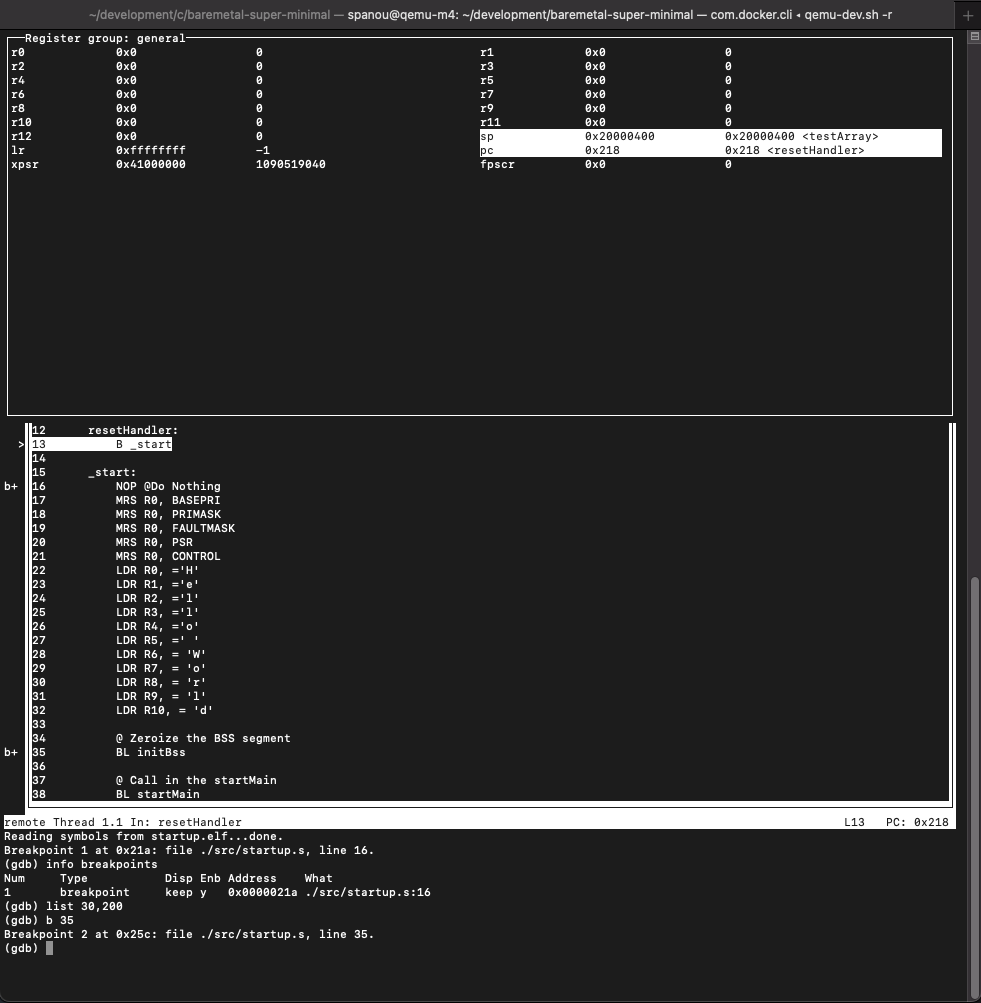 ~/development/c/baremetal-super-minimal — spanou@qemu-m4: ~/development/baremetal-super-minimal — com.docker.cli ◂ qemu-dev.sh -r +
Register group: general
r0 0x0 0 r1 0x0 0
r2 0x0 0 r3 0x0 0
r4 0x0 0 r5 0x0 0
r6 0x0 0 r7 0x0 0
r8 0x0 0 r9 0x0 0
r10 0x0 0 r11 0x0 0
r12 0x0 0 sp 0x20000400 0x20000400 <testArray>
lr 0xffffffff -1 pc 0x218 0x218 <resetHandler>
xpsr 0x41000000 1090519040 fpscr 0x0 0
12 resetHandler:
>13 B _start
14
15 _start:
b+ 16 NOP @Do Nothing
17 MRS R0, BASEPRI
18 MRS R0, PRIMASK
19 MRS R0, FAULTMASK
20 MRS R0, PSR
21 MRS R0, CONTROL
22 LDR R0, ='H'
23 LDR R1, ='e'
24 LDR R2, ='l'
25 LDR R3, ='l'
26 LDR R4, ='o'
27 LDR R5, =' '
28 LDR R6, = 'W'
29 LDR R7, = 'o'
30 LDR R8, = 'r'
31 LDR R9, = 'l'
32 LDR R10, = 'd'
33
34 @ Zeroize the BSS segment
b+ 35 BL initBss
36
37 @ Call in the startMain
38 BL startMain
remote Thread 1.1 In: resetHandler L13 PC: 0x218
Reading symbols from startup.elf...done.
Breakpoint 1 at 0x21a: file ./src/startup.s, line 16.
(gdb) info breakpoints
Num Type Disp Enb Address What
1 breakpoint keep y 0x0000021a ./src/startup.s:16
(gdb) list 30,200
(gdb) b 35
Breakpoint 2 at 0x25c: file ./src/startup.s, line 35.
(gdb)